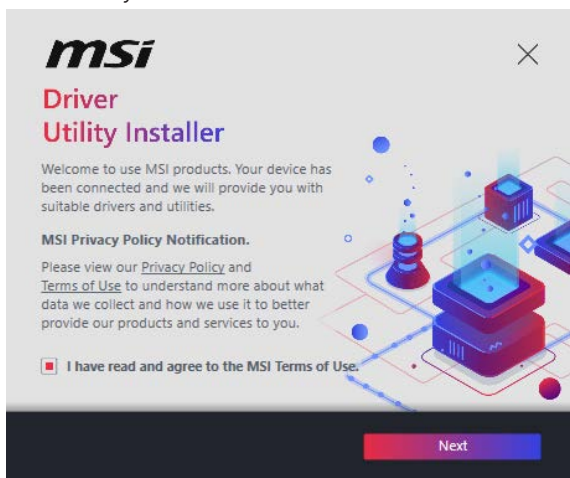 msi
Driver
Utility Installer
Welcome to use MSI products. Your device has
been connected and we will provide you with
suitable drivers and utilities.
MSI Privacy Policy Notification.
Please view our Privacy Policy and
Terms of Use to understand more about what
data we collect and how we use it to better
provide our products and services to you.
I have read and agree to the MSI Terms of Use.
Next